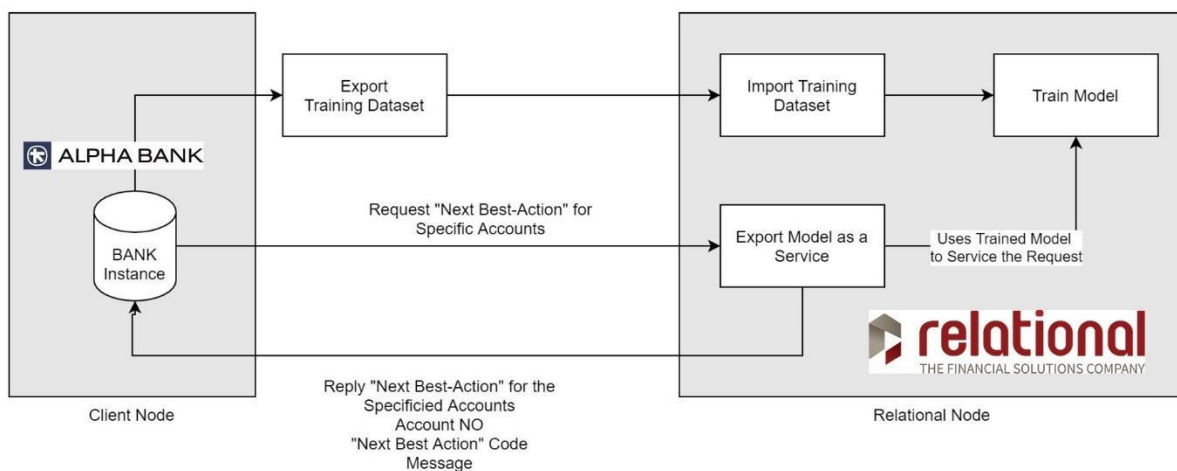 Export
Training Dataset
Import Training
Dataset
Train Model
ALPHA BANK
Request "Next Best-Action" for
Specific Accounts
BANK
Instance
Export Model as a
Service
Uses Trained Model
to Service the Request
relational
THE FINANCIAL SOLUTIONS COMPANY
Reply "Next Best-Action" for the
Specificied Accounts
Account NO
"Next Best Action" Code
Message
Client Node
Relational Node